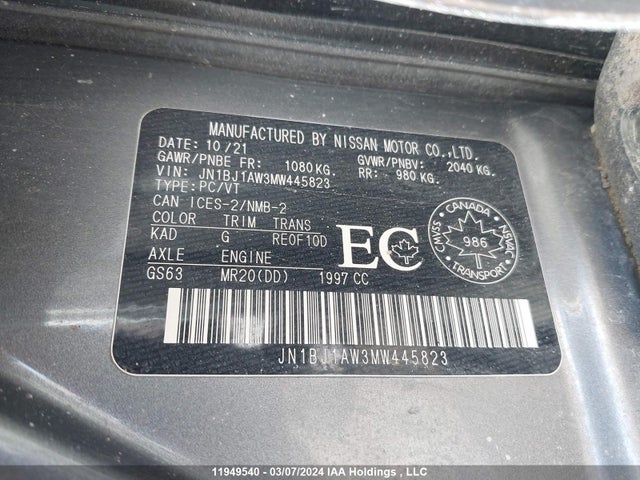 MANUFACTURED BY NISSAN MOTOR CO.,LTD.
DATE: 10/21
GAWR/PNBE FR: 1080KG. GVWR/PNBV: 2040 KG.
VIN: JN1BJ1AW3MW445823 RR: 980 KG.
TYPE:PC/VT
CAN ICES-2/NMB-2
COLOR TRIM TRANS
KAD G RE0F10D
AXLE ENGINE
GS63 MR20(DD) 1997 CC
EC
CANADA
CMVSS 986 NSVAC
TRANSPORT
JN1BJ1AW3MW445823
11949540 - 03/07/2024 IAA Holdings , LLC